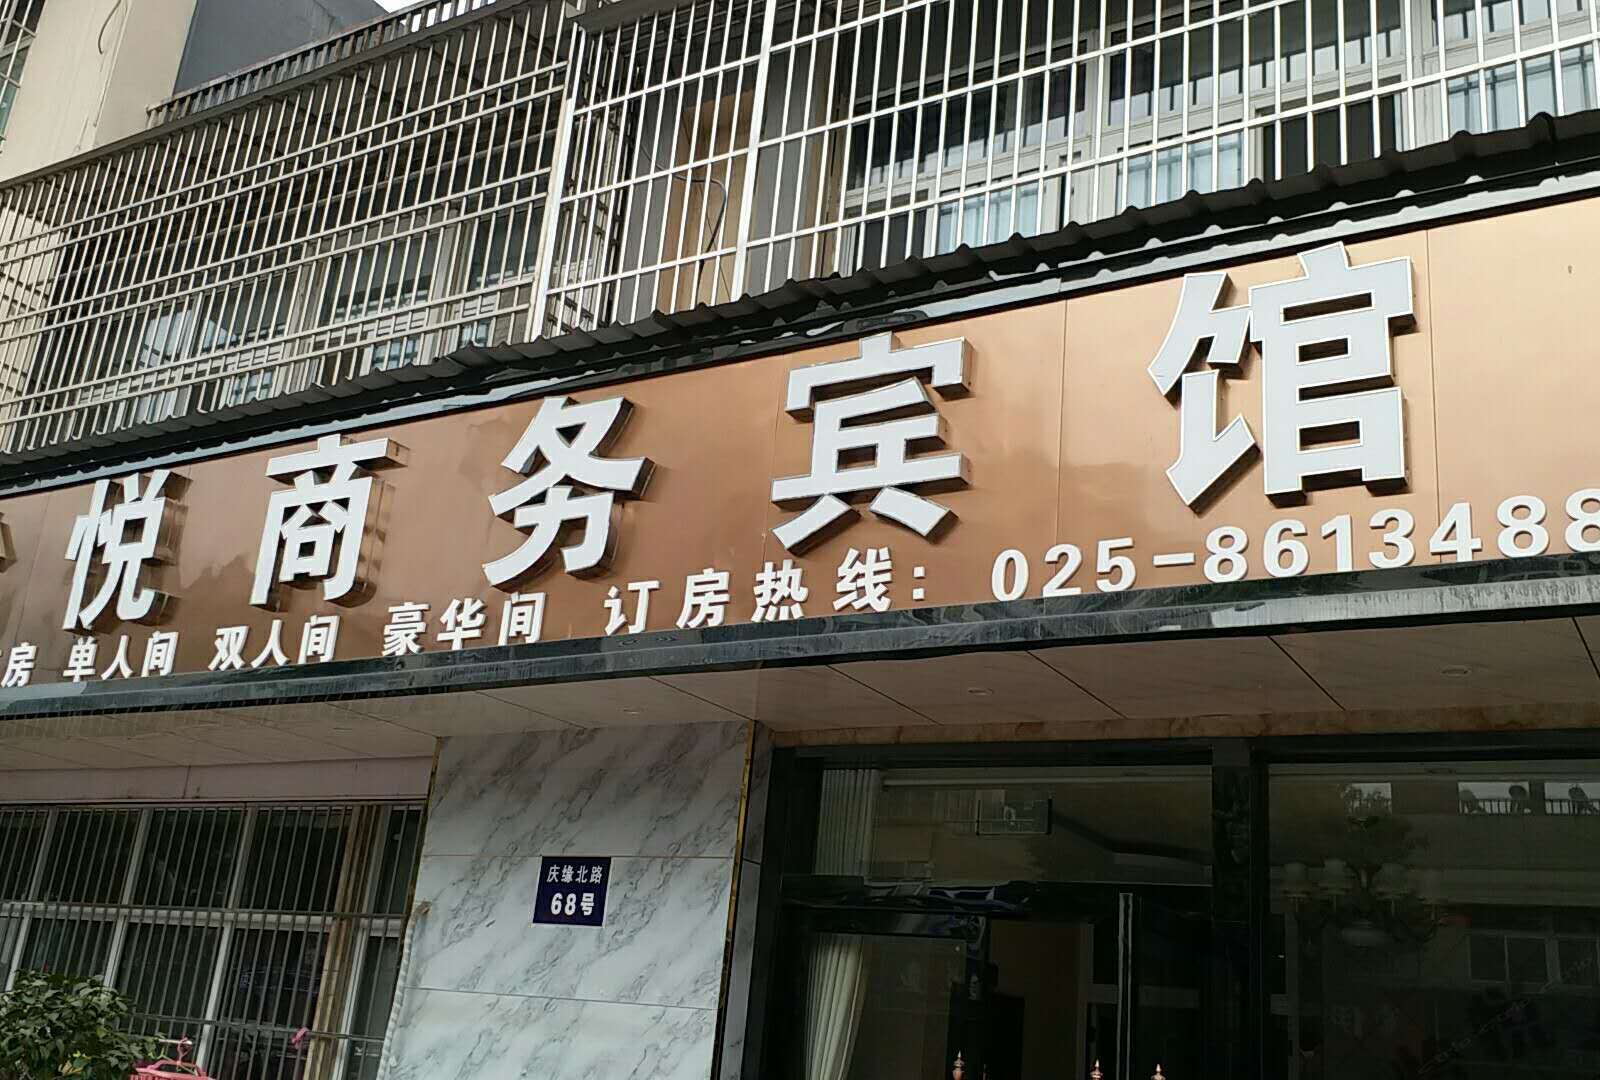 悦商务宾馆
房 单人间 双人间 豪华间 订房热线：025-8613488
庆缘北路
68号